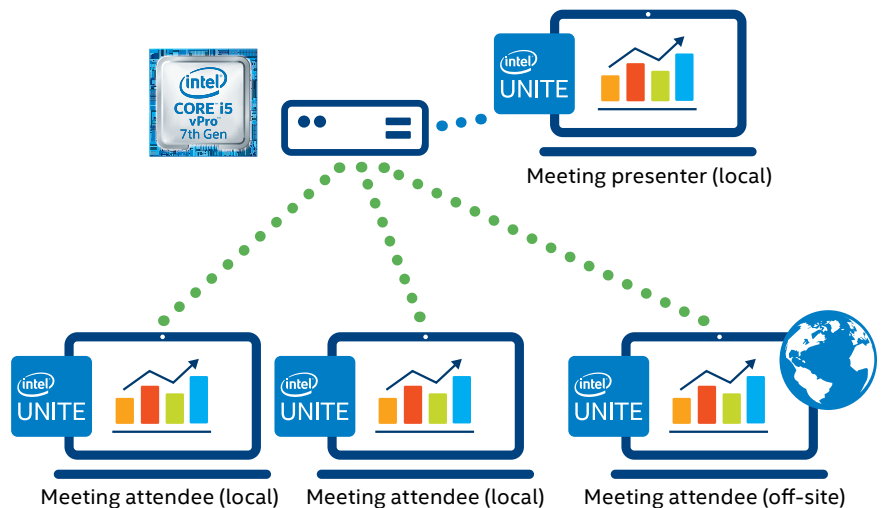 intel
CORE i5
vPro™
7th Gen
intel
UNITE
Meeting presenter (local)
intel
UNITE
intel
UNITE
intel
UNITE
Meeting attendee (local)
Meeting attendee (local)
Meeting attendee (off-site)